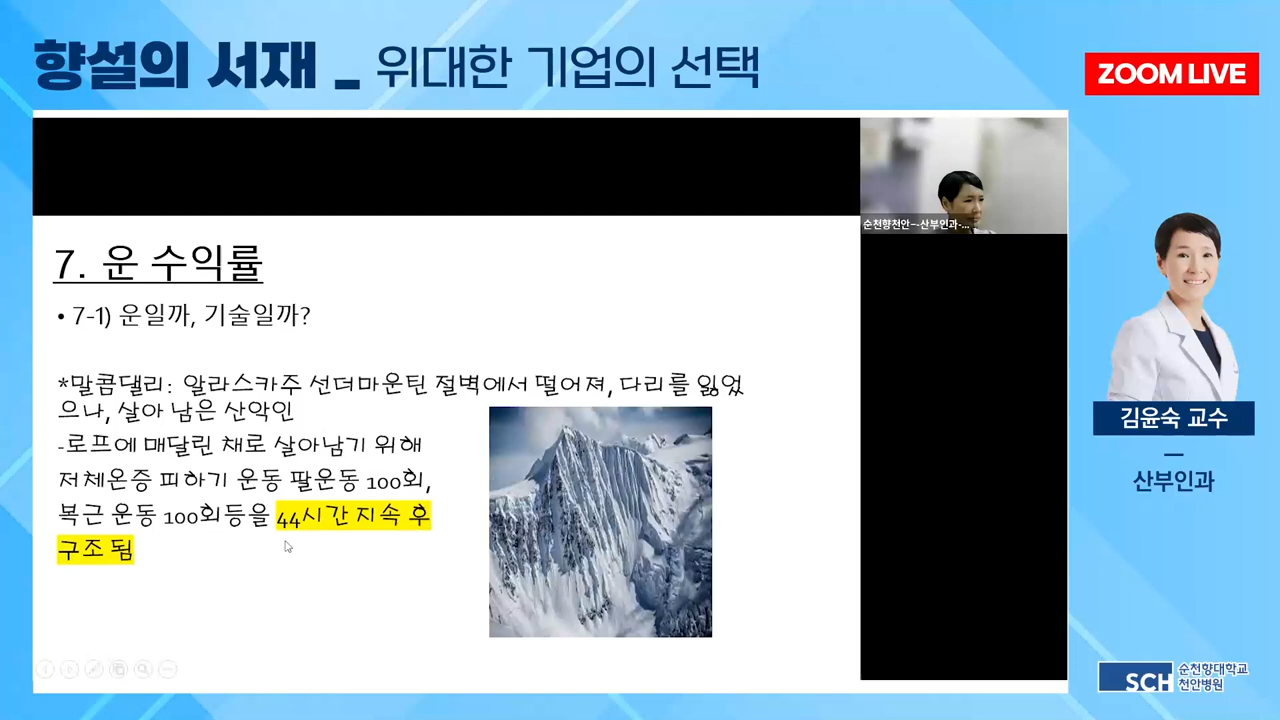 향설의 서재 _ 위대한 기업의 선택
ZOOM LIVE
순천향천안-산부인과-...
7. 운 수익률
• 7-1) 운일까, 기술일까?
*말콤댈리: 알라스카주 선더마운틴 절벽에서 떨어져, 다리를 잃었
으나, 살아 남은 산악인
-로프에 매달린 채로 살아남기 위해
저체온증 피하기 운동 팔운동 100회,
복근 운동 100회등을 44시간 지속 후
구조 됨
김윤숙 교수
산부인과
SCH 순천향대학교
천안병원